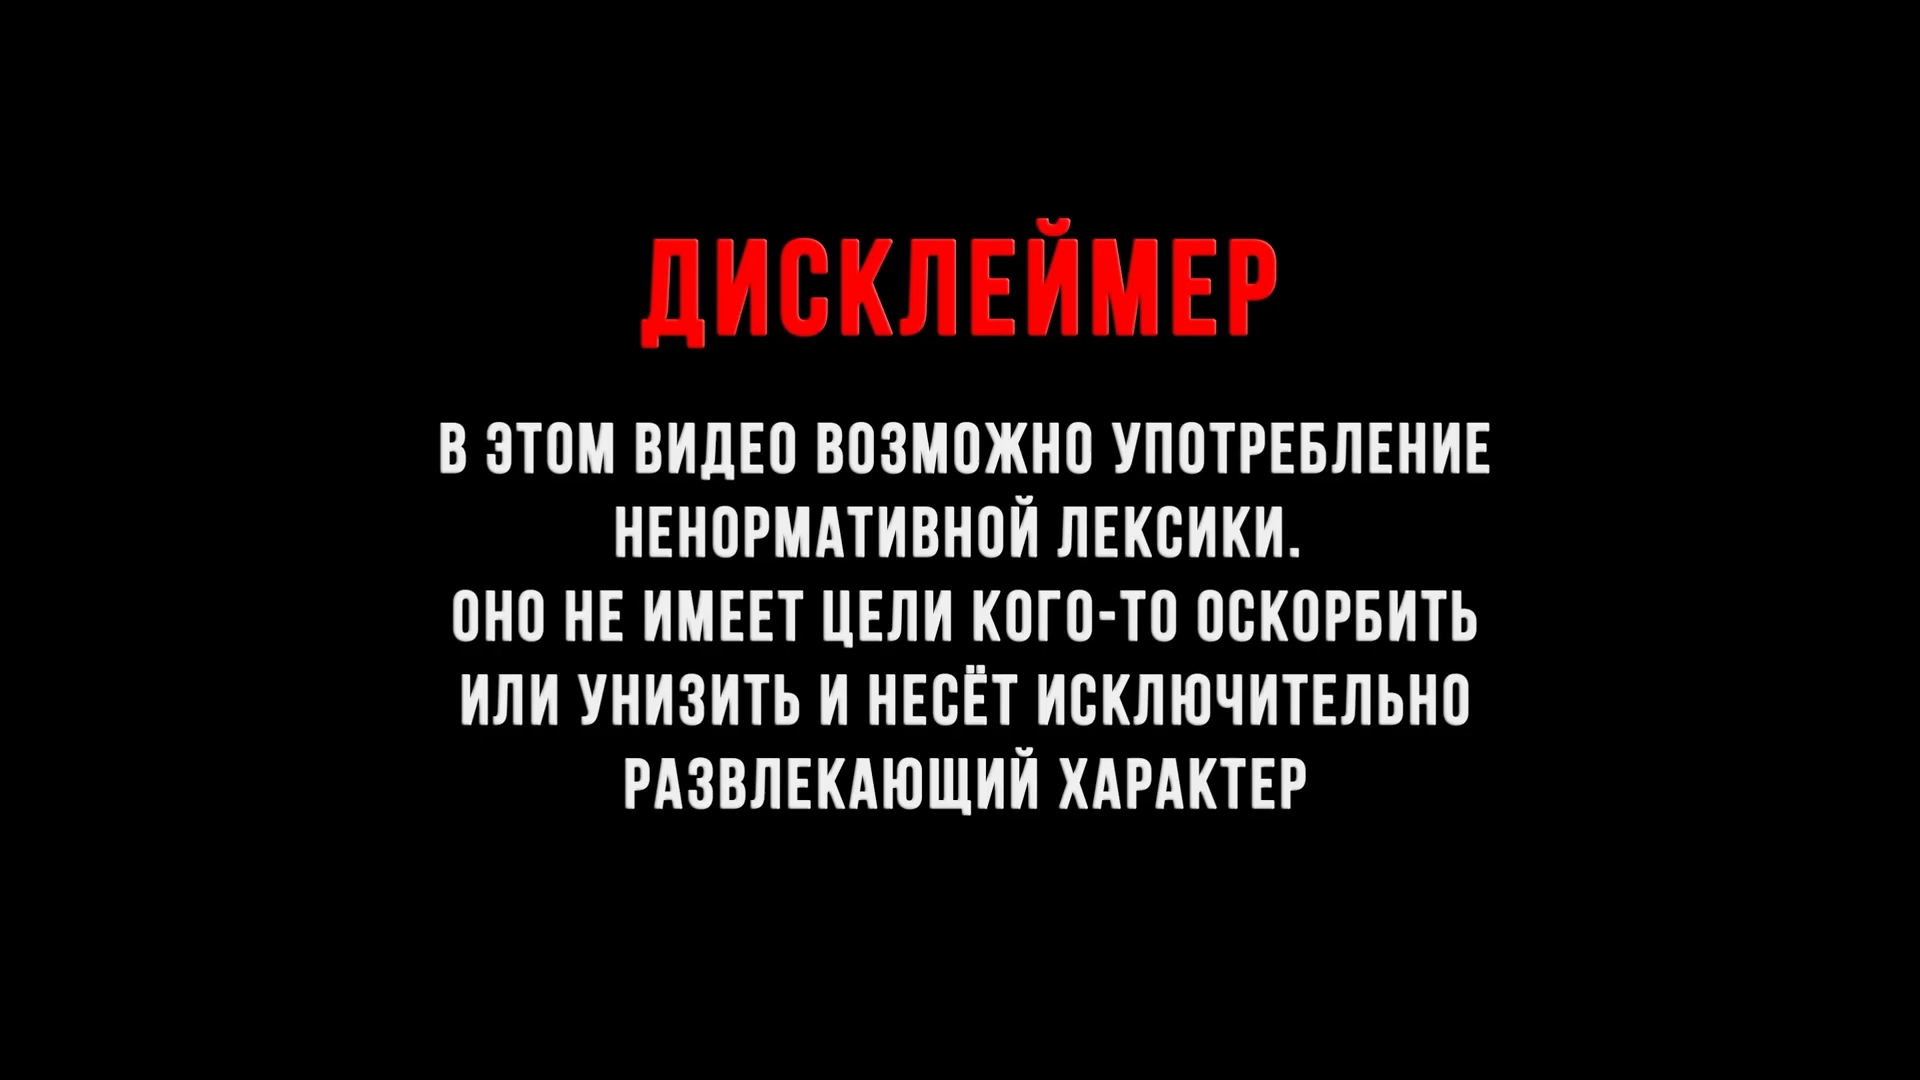 ДИСКЛЕЙМЕР
В ЭТОМ ВИДЕО ВОЗМОЖНО УПОТРЕБЛЕНИЕ
НЕНОРМАТИВНОЙ ЛЕКСИКИ.
ОНО НЕ ИМЕЕТ ЦЕЛИ КОГО-ТО ОСКОРБИТЬ
ИЛИ УНИЗИТЬ И НЕСЁТ ИСКЛЮЧИТЕЛЬНО
РАЗВЛЕКАЮЩИЙ ХАРАКТЕР